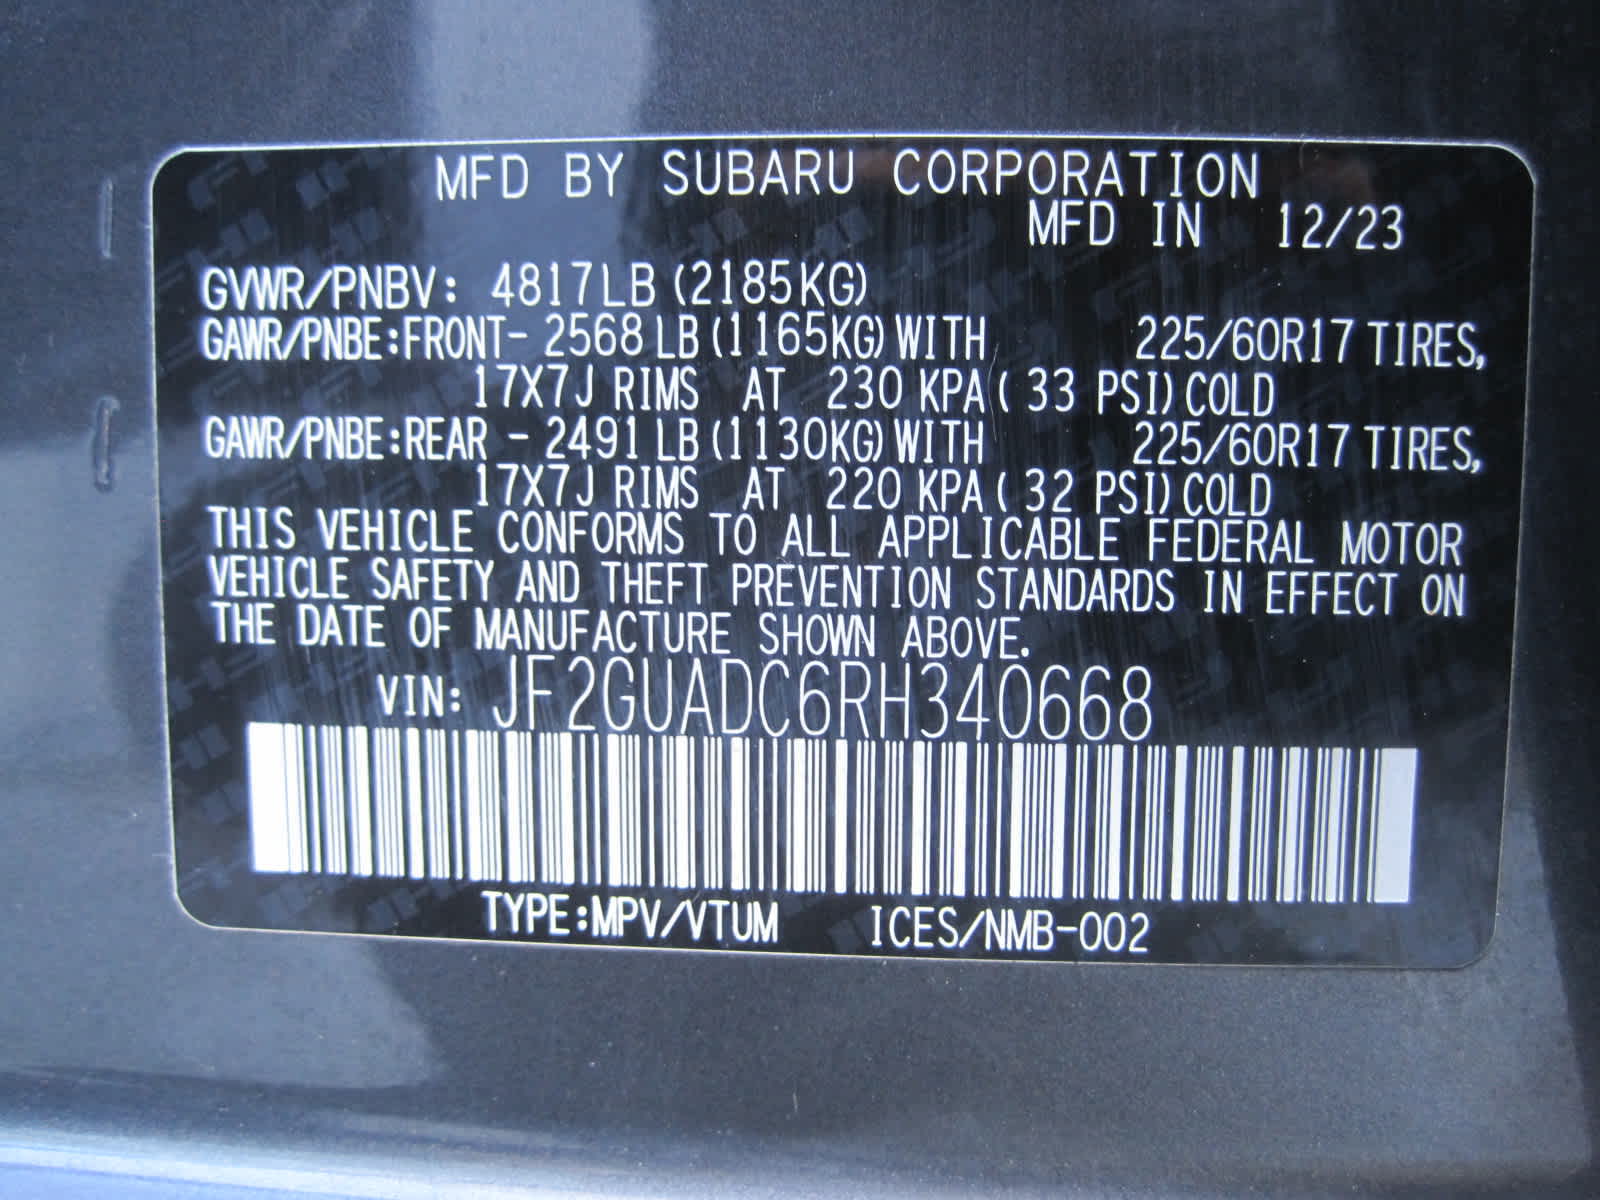 MFD BY SUBARU CORPORATION
MFD IN 12/23
GVWR/PNBV: 4817LB (2185KG)
GAWR/PNBE:FRONT- 2568 LB (1165KG) WITH 225/60R17 TIRES,
17X7J RIMS AT 230 KPA ( 33 PSI) COLD
GAWR/PNBE:REAR - 2491 LB (1130KG) WITH 225/60R17 TIRES,
17X7J RIMS AT 220 KPA ( 32 PSI) COLD
THIS VEHICLE CONFORMS TO ALL APPLICABLE FEDERAL MOTOR
VEHICLE SAFETY AND THEFT PREVENTION STANDARDS IN EFFECT ON
THE DATE OF MANUFACTURE SHOWN ABOVE.
VIN: JF2GUADC6RH340668
TYPE:MPV/VTUM ICES/NMB-002